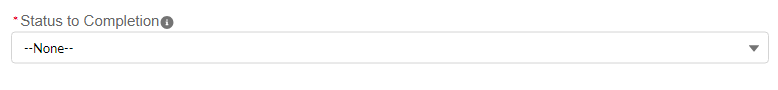 * Status to Completion
--None--